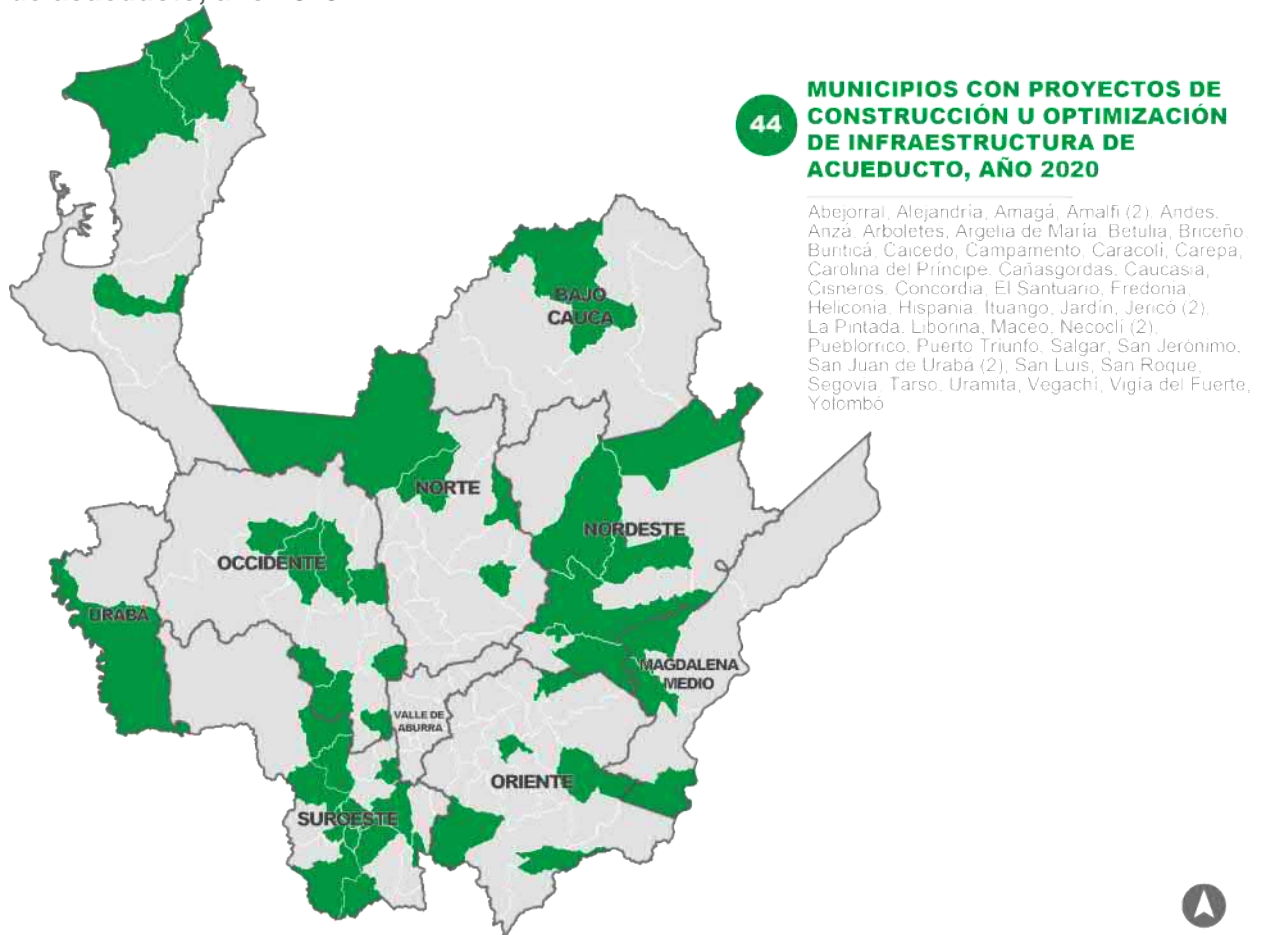 44
MUNICIPIOS CON PROYECTOS DE
CONSTRUCCIÓN U OPTIMIZACIÓN
DE INFRAESTRUCTURA DE
ACUEDUCTO, AÑO 2020
Abejorral, Alejandría, Amagá, Amalfi (2), Andes,
Anzá, Arboletes, Argelia de María, Betulia, Briceño,
Buriticá, Caicedo, Campamento, Caracolí, Carepa,
Carolina del Príncipe, Cañasgordas, Caucasia,
Cisneros, Concordia, El Santuario, Fredonia,
Heliconia, Hispania, Ituango, Jardín, Jericó (2),
La Pintada, Liborina, Maceo, Necoclí (2),
Pueblorrico, Puerto Triunfo, Salgar, San Jerónimo,
San Juan de Urabá (2), San Luis, San Roque,
Segovia, Tarso, Uramita, Vegachí, Vigía del Fuerte,
Yolombó
BAJO
CAUCA
NORTE
NORDESTE
OCCIDENTE
URABÁ
MAGDALENA
MEDIO
VALLE DE
ABURRA
ORIENTE
SUROESTE